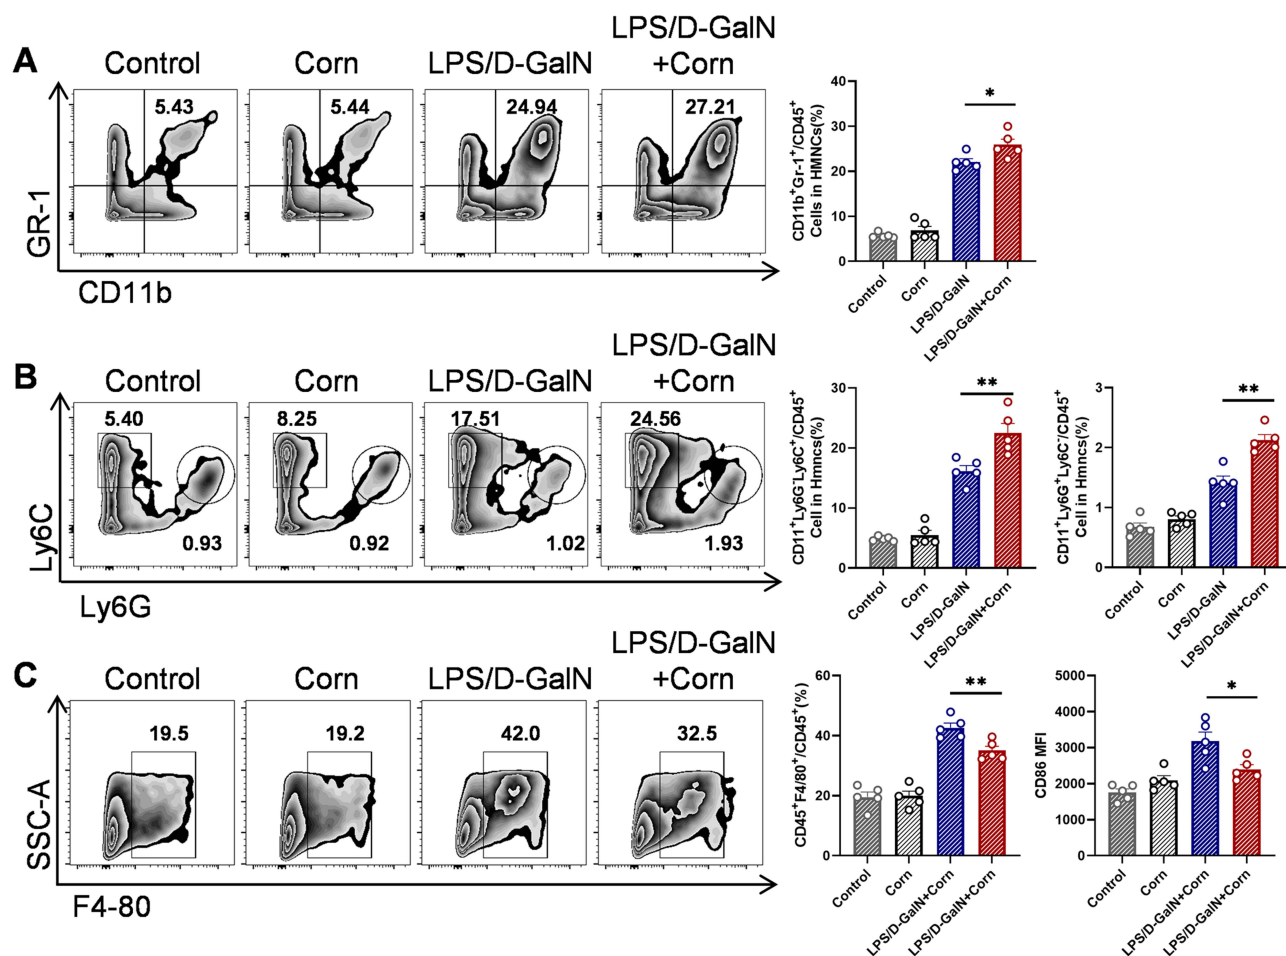 A
Control
Corn
LPS/D-GalN
LPS/D-GalN
+Corn
5.43
5.44
24.94
27.21
GR-1
CD11b
CD11b⁺Gr-1⁺/CD45⁺
Cells in HMNCs(%)
40
30
20
10
0
*
Control
Corn
LPS/D-GalN
LPS/D-GalN+Corn
B
Control
Corn
LPS/D-GalN
LPS/D-GalN
+Corn
5.40
8.25
17.51
24.56
0.93
0.92
1.02
1.93
Ly6C
Ly6G
CD11⁺Ly6G⁻Ly6C⁺/CD45⁺
Cell in Hmncs(%)
30
20
10
0
**
Control
Corn
LPS/D-GalN
LPS/D-GalN+Corn
CD11⁺Ly6G⁺Ly6C⁻/CD45⁺
Cell in Hmncs(%)
3
2
1
0
**
Control
Corn
LPS/D-GalN
LPS/D-GalN+Corn
C
Control
Corn
LPS/D-GalN
LPS/D-GalN
+Corn
19.5
19.2
42.0
32.5
SSC-A
F4-80
CD45⁺F4/80⁺/CD45⁺(%)
60
40
20
0
**
Control
Corn
LPS/D-GalN+Corn
LPS/D-GalN+Corn
CD86 MFI
5000
4000
3000
2000
1000
0
*
Control
Corn
LPS/D-GalN+Corn
LPS/D-GalN+Corn